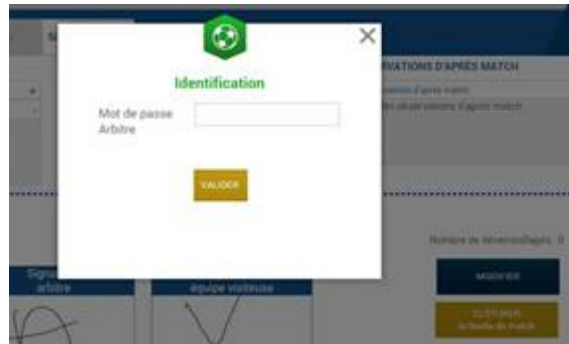 VATIONS D'APRÈS MATCH
Identification
Mot de passe
Arbitre
VALIDER
Nombre de déverrouillages: 0
Signa
arbitre
équipe visiteuse
MODIFIER
CLÔTURER
la feuille de match